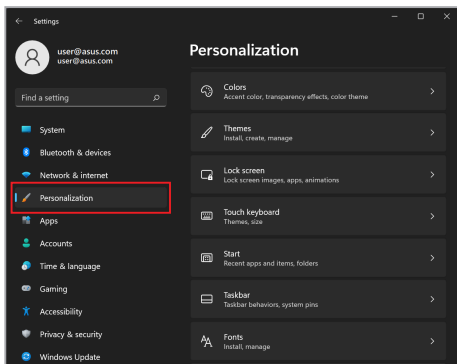 Settings
user@asus.com
user@asus.com
Find a setting
System
Bluetooth & devices
Network & internet
Personalization
Apps
Accounts
Time & language
Gaming
Accessibility
Privacy & security
Windows Update
Personalization
Colors
Accent color, transparency effects, color theme
Themes
Install, create, manage
Lock screen
Lock screen images, apps, animations
Touch keyboard
Themes, size
Start
Recent apps and items, folders
Taskbar
Taskbar behaviors, system pins
Fonts
Install, manage